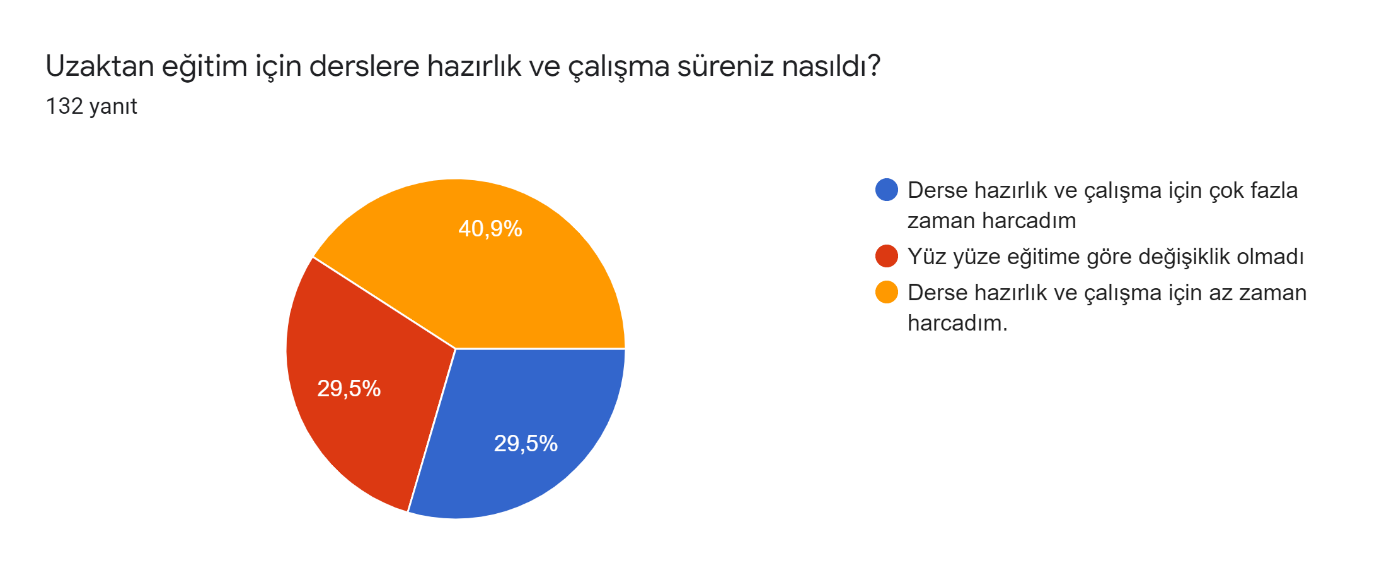 Uzaktan eğitim için derslere hazırlık ve çalışma süreniz nasıldı?
132 yanıt
40,9%
29,5%
29,5%
Derse hazırlık ve çalışma için çok fazla
zaman harcadım
Yüz yüze eğitime göre değişiklik olmadı
Derse hazırlık ve çalışma için az zaman
harcadım.